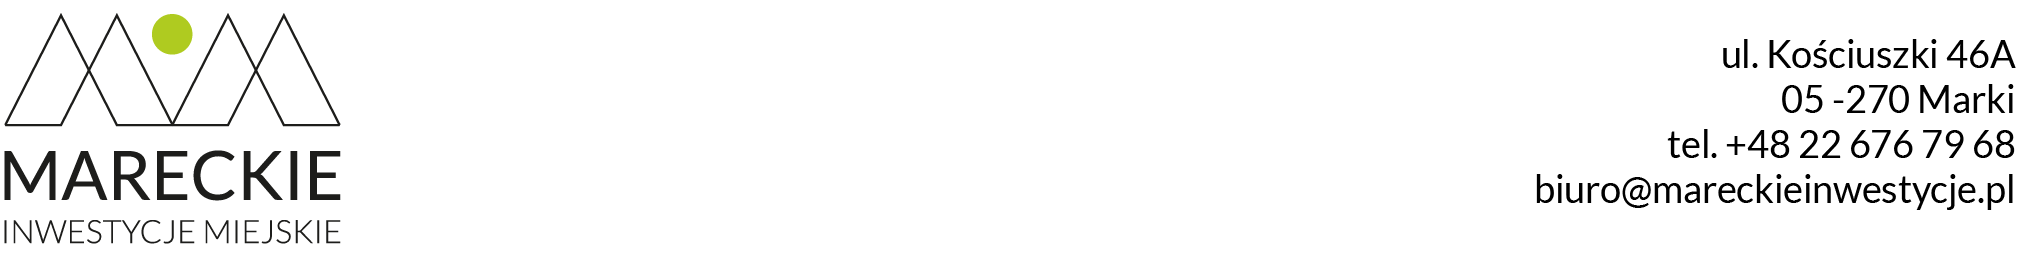 MARECKIE
INWESTYCJE MIEJSKIE
ul. Kościuszki 46A
05 -270 Marki
tel. +48 22 676 79 68
biuro@mareckieinwestycje.pl